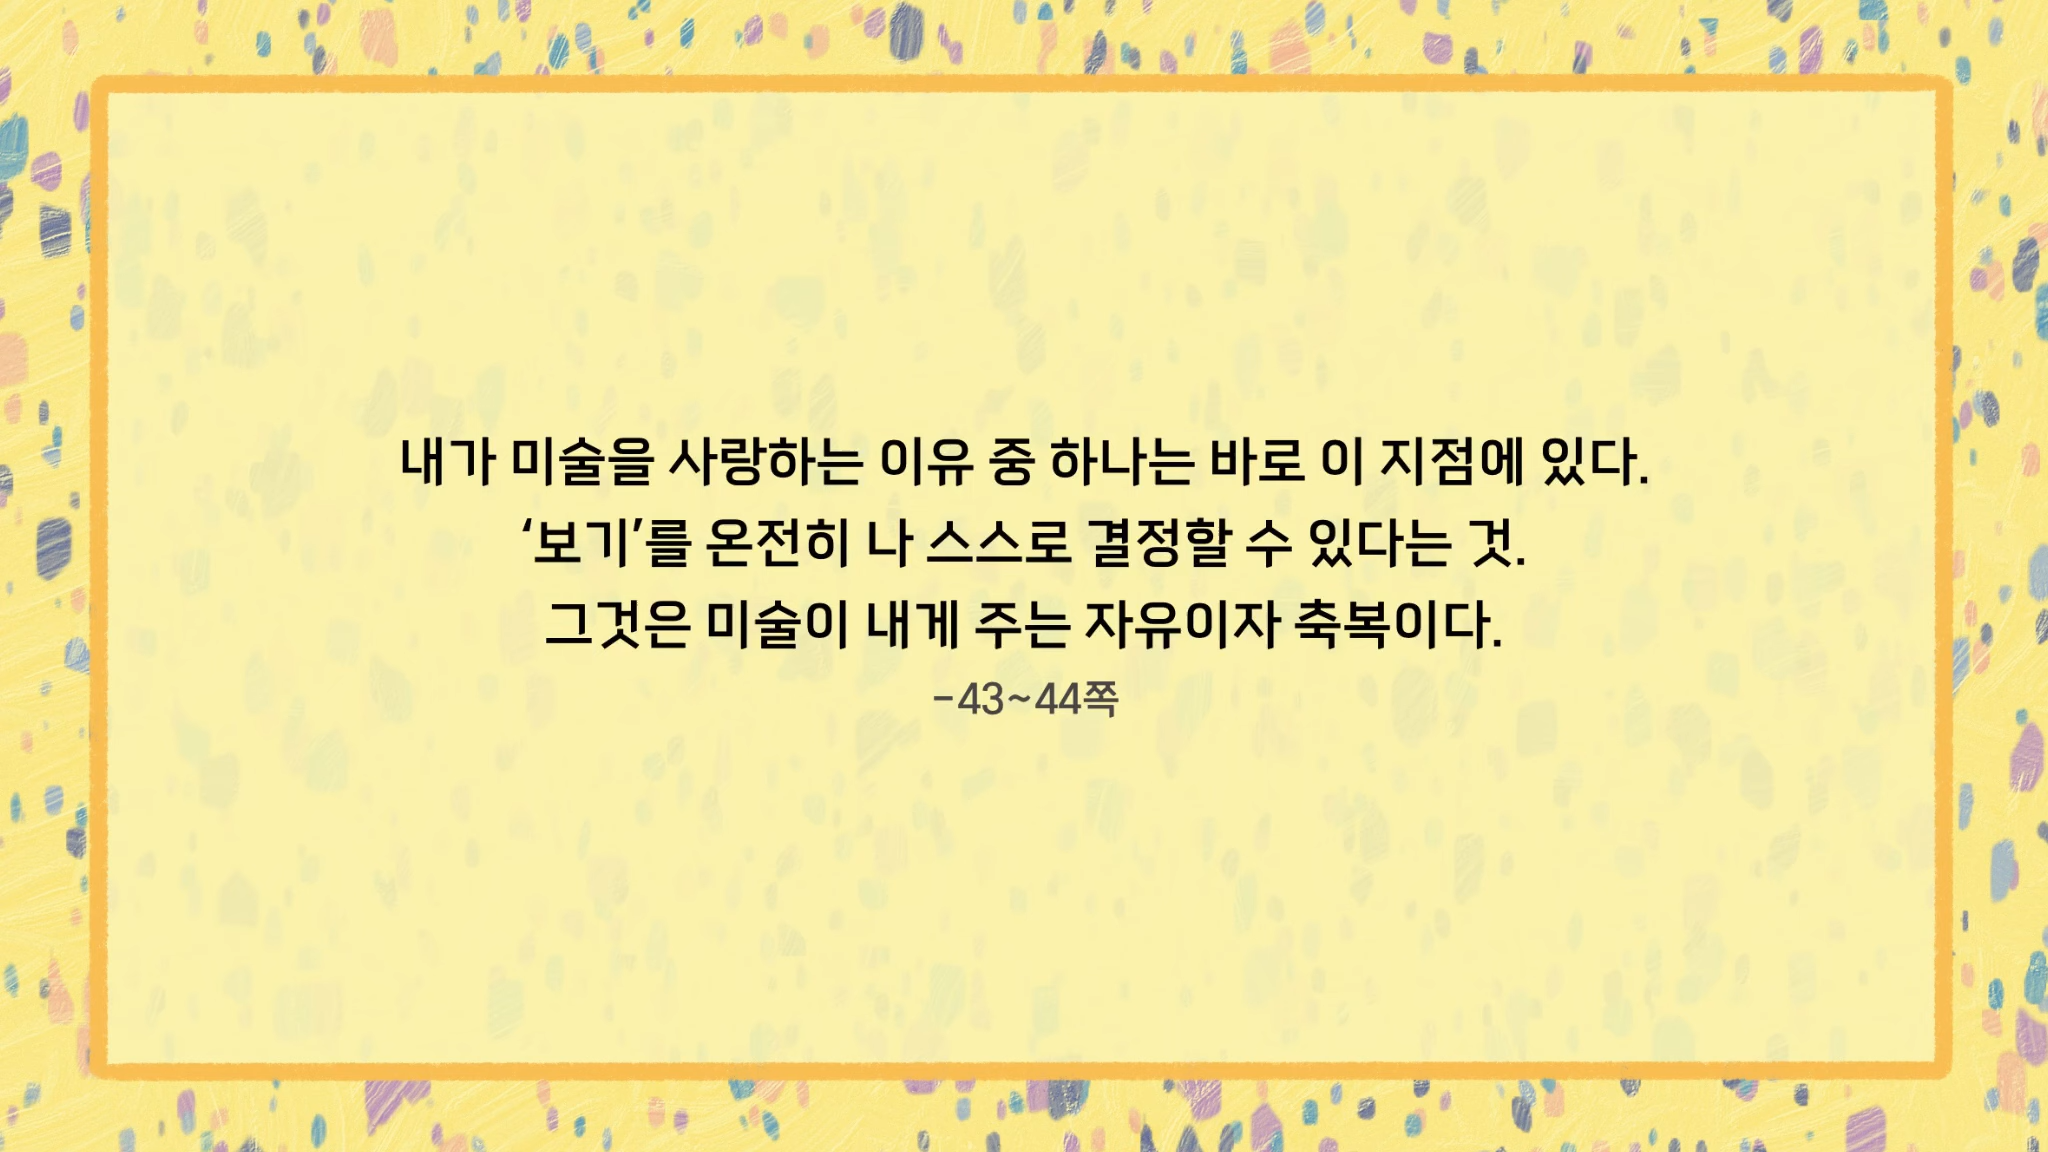 내가 미술을 사랑하는 이유 중 하나는 바로 이 지점에 있다.
‘보기’를 온전히 나 스스로 결정할 수 있다는 것.
그것은 미술이 내게 주는 자유이자 축복이다.
-43~44쪽